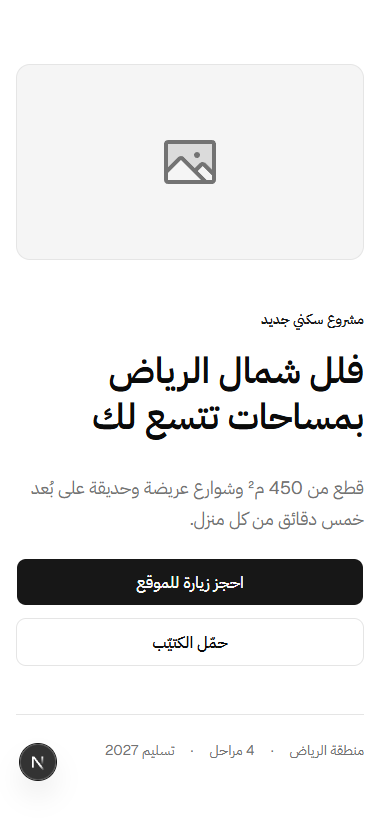 مشروع سكني جديد
فلل شمال الرياض
بمساحات تتسع لك
قطع من 450 م² وشوارع عريضة وحديقة على بُعد
خمس دقائق من كل منزل.
احجز زيارة للموقع
حمّل الكتيّب
منطقة الرياض · 4 مراحل · تسليم 2027
N